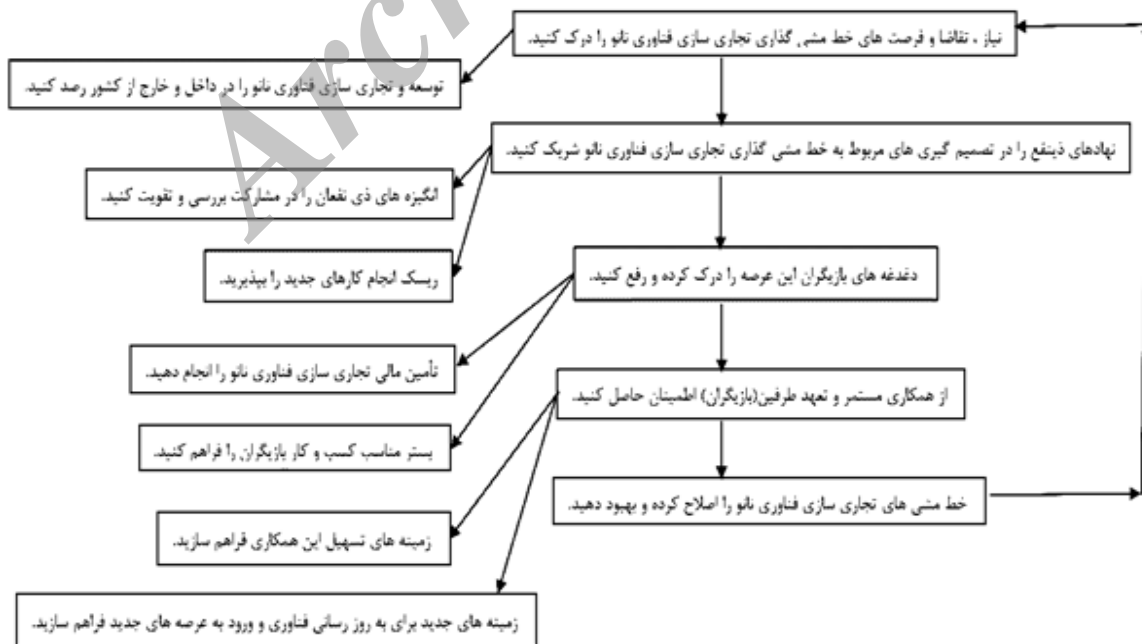 نیاز ، تقاضا و فرصت های خط مشی گذاری تجاری سازی فناوری نانو را درک کنید.
توسعه و تجاری سازی فناوری نانو را در داخل و خارج از کشور رصد کنید.
نهادهای ذینفع را در تصمیم گیری های مربوط به خط مشی گذاری تجاری سازی فناوری نانو شریک کنید.
انگیزه های ذی نفعان را در مشارکت بررسی و تقویت کنید.
ریسک انجام کارهای جدید را بپذیرید.
دغدغه های بازیگران این عرصه را درک کرده و رفع کنید.
تأمین مالی تجاری سازی فناوری نانو را انجام دهید.
بستر مناسب کسب و کار بازیگران را فراهم کنید.
از همکاری مستمر و تعهد طرفین(بازیگران) اطمینان حاصل کنید.
زمینه های تسهیل این همکاری فراهم سازید.
زمینه های جدید برای به روز رسانی فناوری و ورود به عرصه های جدید فراهم سازید.
خط مشی های تجاری سازی فناوری نانو را اصلاح کرده و بهبود دهید.